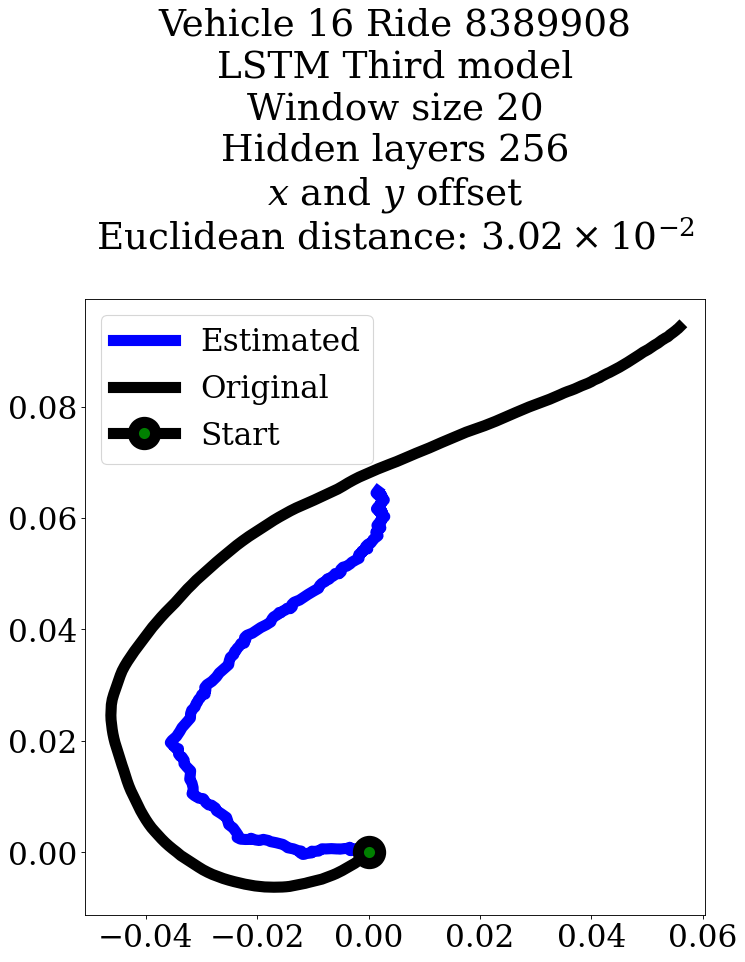 Vehicle 16 Ride 8389908
LSTM Third model
Window size 20
Hidden layers 256
x and y offset
Euclidean distance: 3.02 × 10⁻²
Estimated
Original
Start
0.08
0.06
0.04
0.02
0.00
−0.04 −0.02 0.00 0.02 0.04 0.06